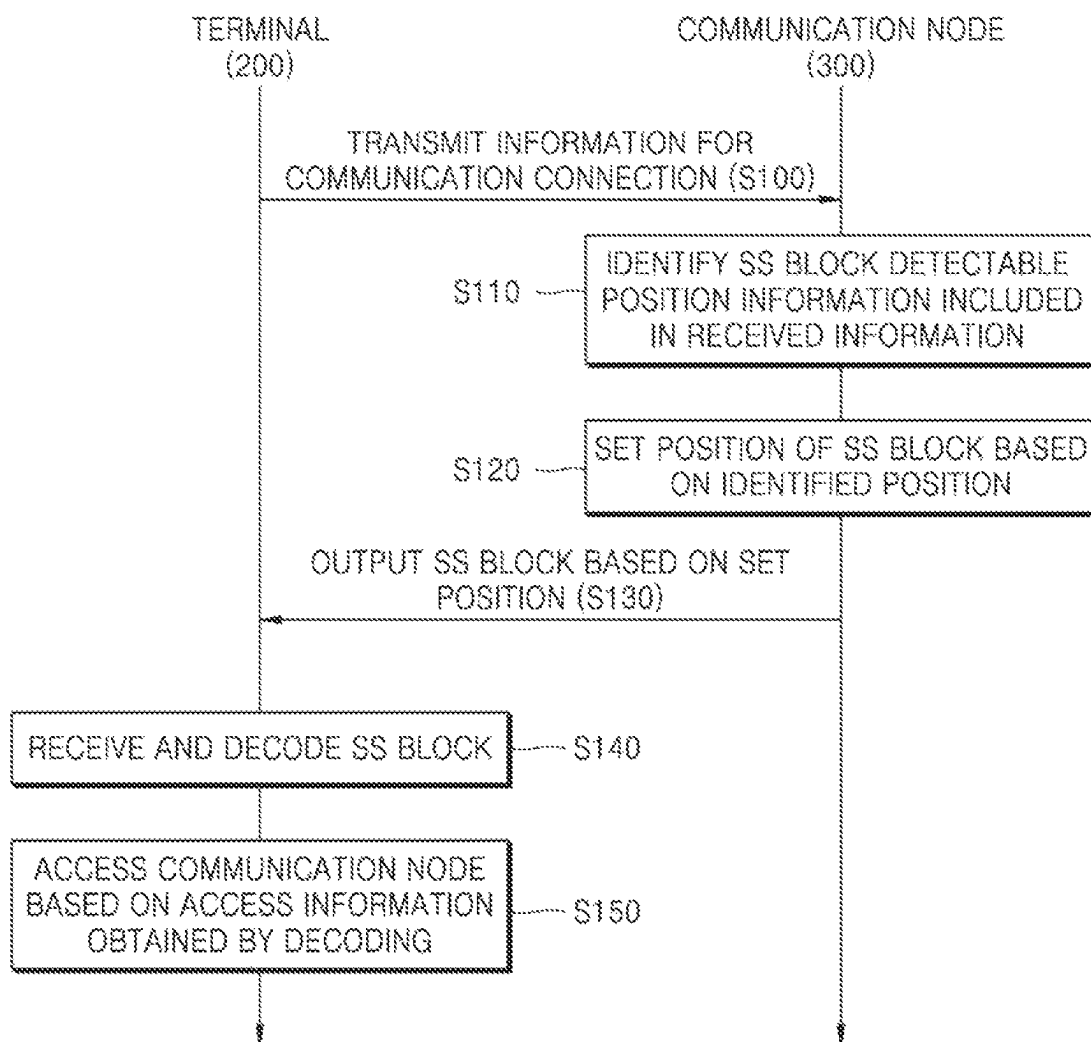 TERMINAL
(200)
COMMUNICATION NODE
(300)
TRANSMIT INFORMATION FOR
COMMUNICATION CONNECTION (S100)
S110
IDENTIFY SS BLOCK DETECTABLE
POSITION INFORMATION INCLUDED
IN RECEIVED INFORMATION
S120
SET POSITION OF SS BLOCK BASED
ON IDENTIFIED POSITION
OUTPUT SS BLOCK BASED ON SET
POSITION (S130)
RECEIVE AND DECODE SS BLOCK
S140
ACCESS COMMUNICATION NODE
BASED ON ACCESS INFORMATION
OBTAINED BY DECODING
S150